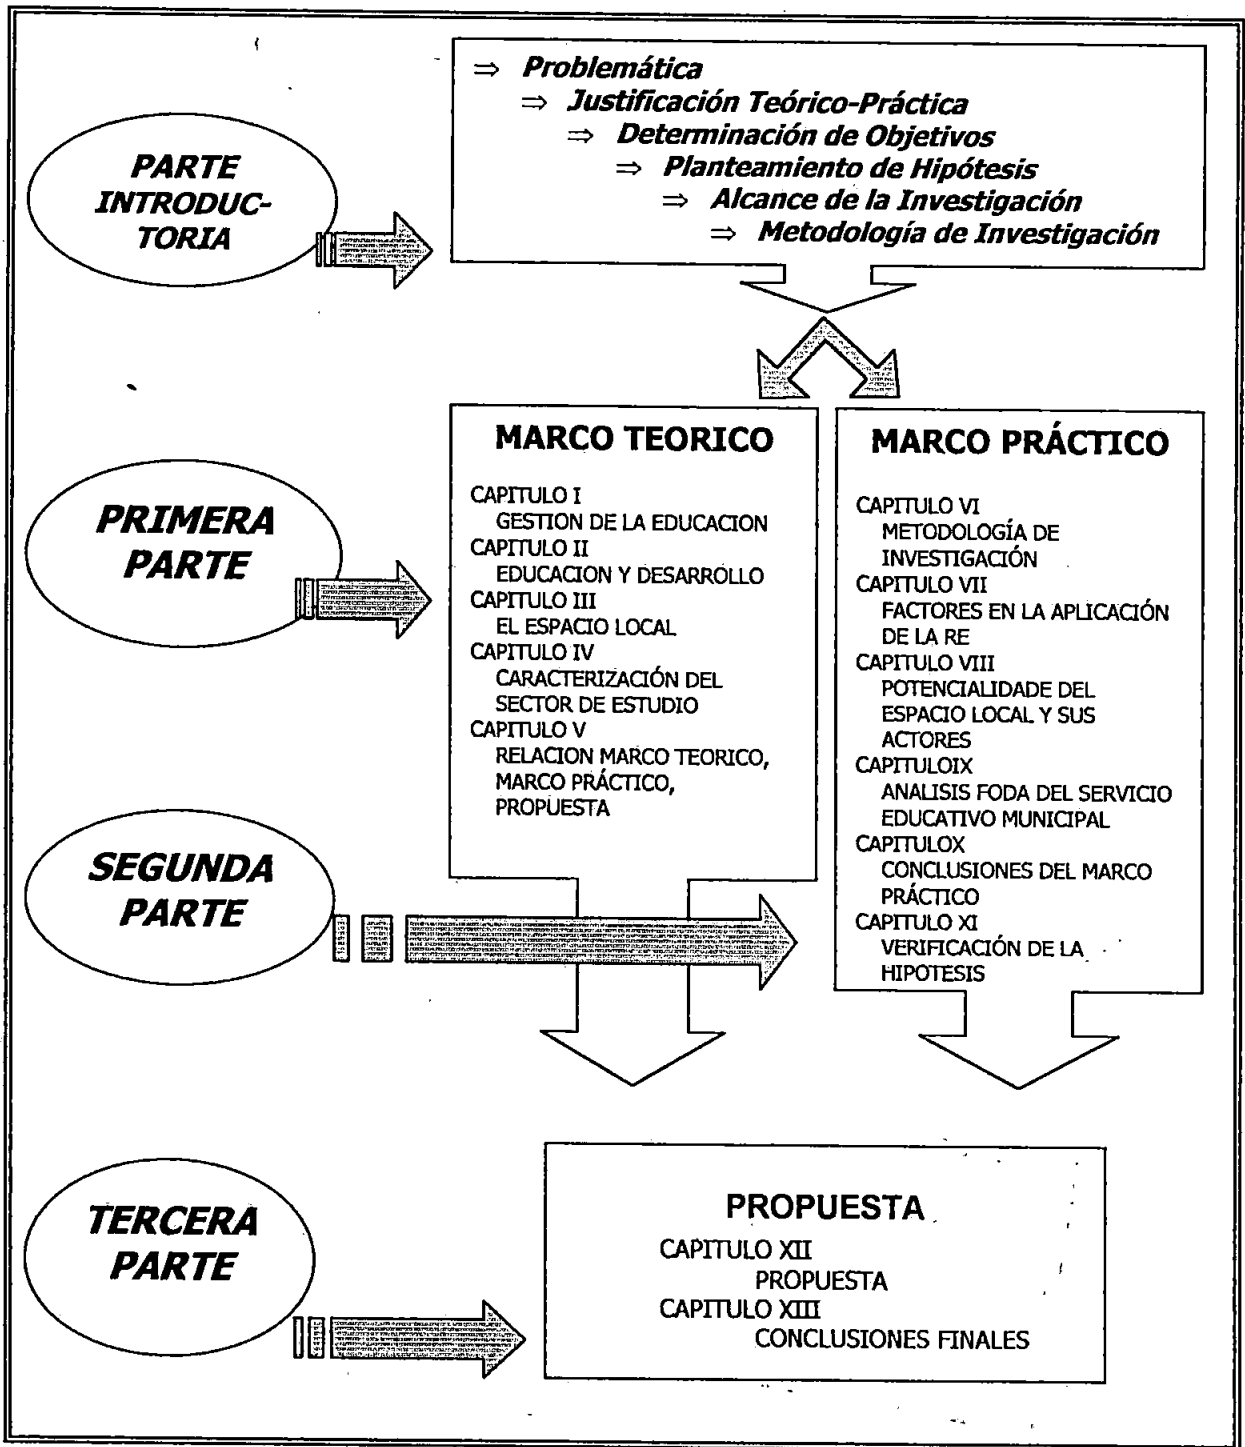 PARTE
INTRODUC-
TORIA
⇒ Problemática
⇒ Justificación Teórico-Práctica
⇒ Determinación de Objetivos
⇒ Planteamiento de Hipótesis
⇒ Alcance de la Investigación
⇒ Metodología de Investigación
PRIMERA
PARTE
MARCO TEORICO
CAPITULO I
GESTION DE LA EDUCACION
CAPITULO II
EDUCACION Y DESARROLLO
CAPITULO III
EL ESPACIO LOCAL
CAPITULO IV
CARACTERIZACIÓN DEL
SECTOR DE ESTUDIO
CAPITULO V
RELACION MARCO TEORICO,
MARCO PRÁCTICO,
PROPUESTA
SEGUNDA
PARTE
MARCO PRÁCTICO
CAPITULO VI
METODOLOGÍA DE
INVESTIGACIÓN
CAPITULO VII
FACTORES EN LA APLICACIÓN
DE LA RE
CAPITULO VIII
POTENCIALIDADE DEL
ESPACIO LOCAL Y SUS
ACTORES
CAPITULOIX
ANALISIS FODA DEL SERVICIO
EDUCATIVO MUNICIPAL
CAPITULOX
CONCLUSIONES DEL MARCO
PRÁCTICO
CAPITULO XI
VERIFICACIÓN DE LA
HIPOTESIS
TERCERA
PARTE
PROPUESTA
CAPITULO XII
PROPUESTA
CAPITULO XIII
CONCLUSIONES FINALES